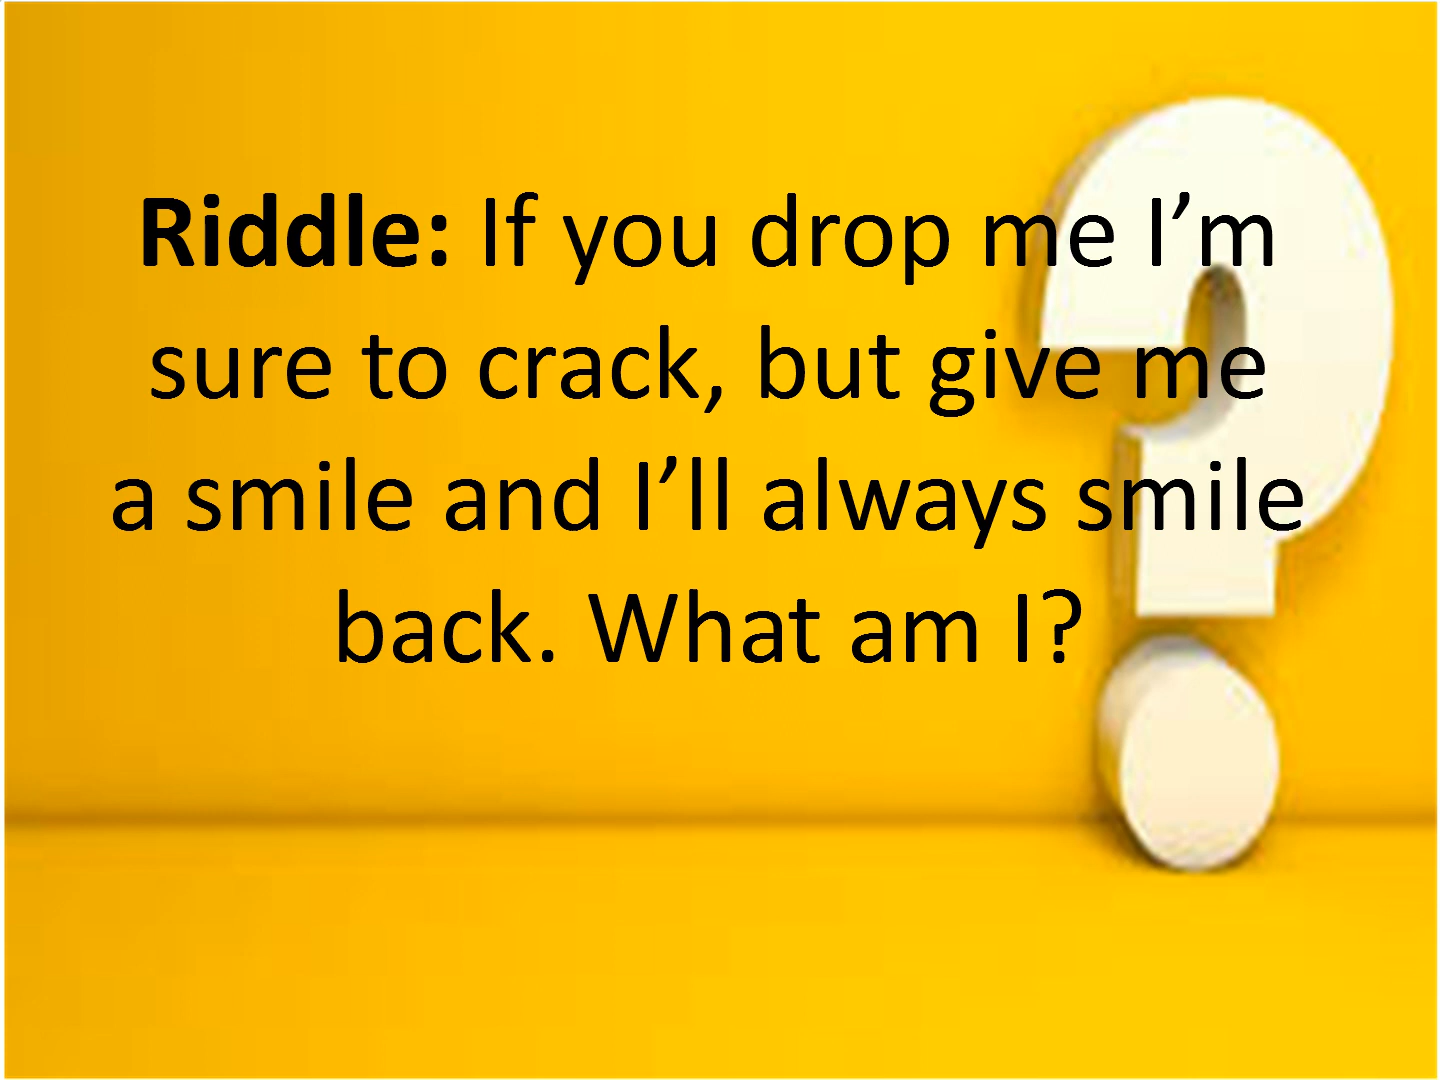 Riddle: If you drop me I’m
sure to crack, but give me
a smile and I’ll always smile
back. What am I?